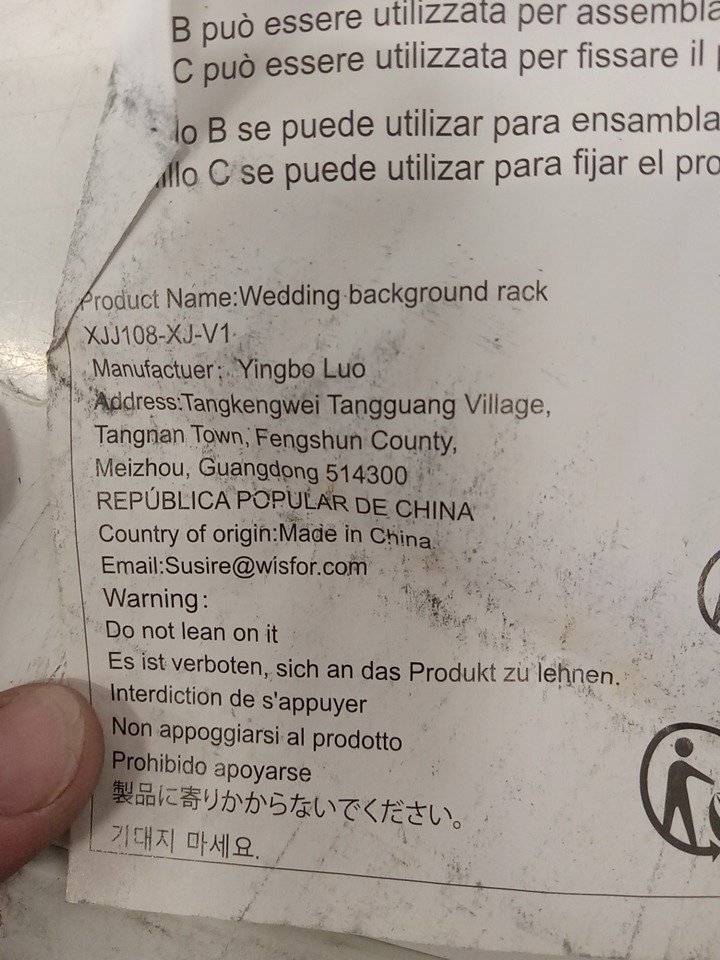 B può essere utilizzata per assembla
C può essere utilizzata per fissare il
lo B se puede utilizar para ensambla
illo C se puede utilizar para fijar el pro
Product Name:Wedding background rack
XJJ108-XJ-V1
Manufactuer: Yingbo Luo
Address:Tangkengwei Tangguang Village,
Tangnan Town, Fengshun County,
Meizhou, Guangdong 514300
REPÚBLICA POPULAR DE CHINA
Country of origin:Made in China
Email:Susire@wisfor.com
Warning:
Do not lean on it
Es ist verboten, sich an das Produkt zu lehnen.
Interdiction de s'appuyer
Non appoggiarsi al prodotto
Prohibido apoyarse
製品に寄りかからないでください。
기대지 마세요.